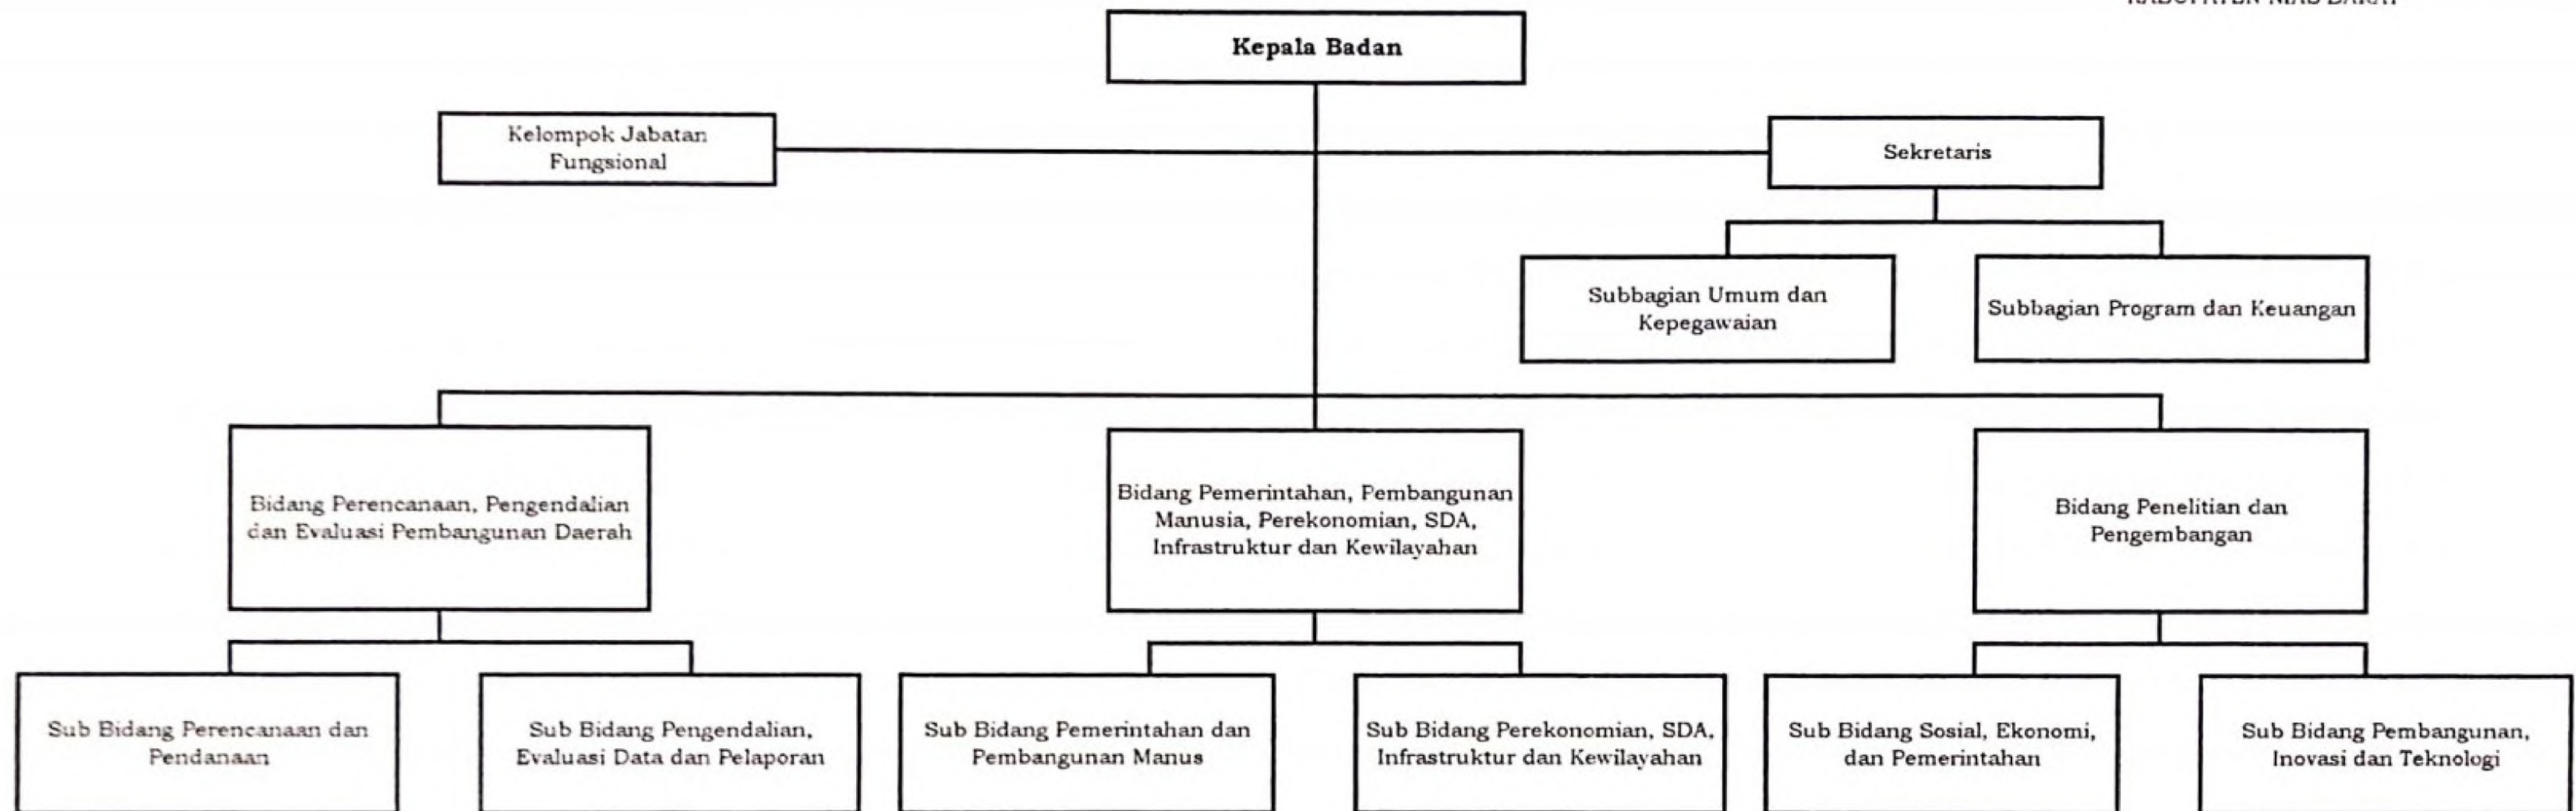 KABUPATEN NIAS BARAT
Kepala Badan
Kelompok Jabatan
Fungsional
Sekretaris
Subbagian Umum dan
Kepegawaian
Subbagian Program dan Keuangan
Bidang Perencanaan, Pengendalian
dan Evaluasi Pembangunan Daerah
Bidang Pemerintahan, Pembangunan
Manusia, Perekonomian, SDA,
Infrastruktur dan Kewilayahan
Bidang Penelitian dan
Pengembangan
Sub Bidang Perencanaan dan
Pendanaan
Sub Bidang Pengendalian,
Evaluasi Data dan Pelaporan
Sub Bidang Pemerintahan dan
Pembangunan Manus
Sub Bidang Perekonomian, SDA,
Infrastruktur dan Kewilayahan
Sub Bidang Sosial, Ekonomi,
dan Pemerintahan
Sub Bidang Pembangunan,
Inovasi dan Teknologi